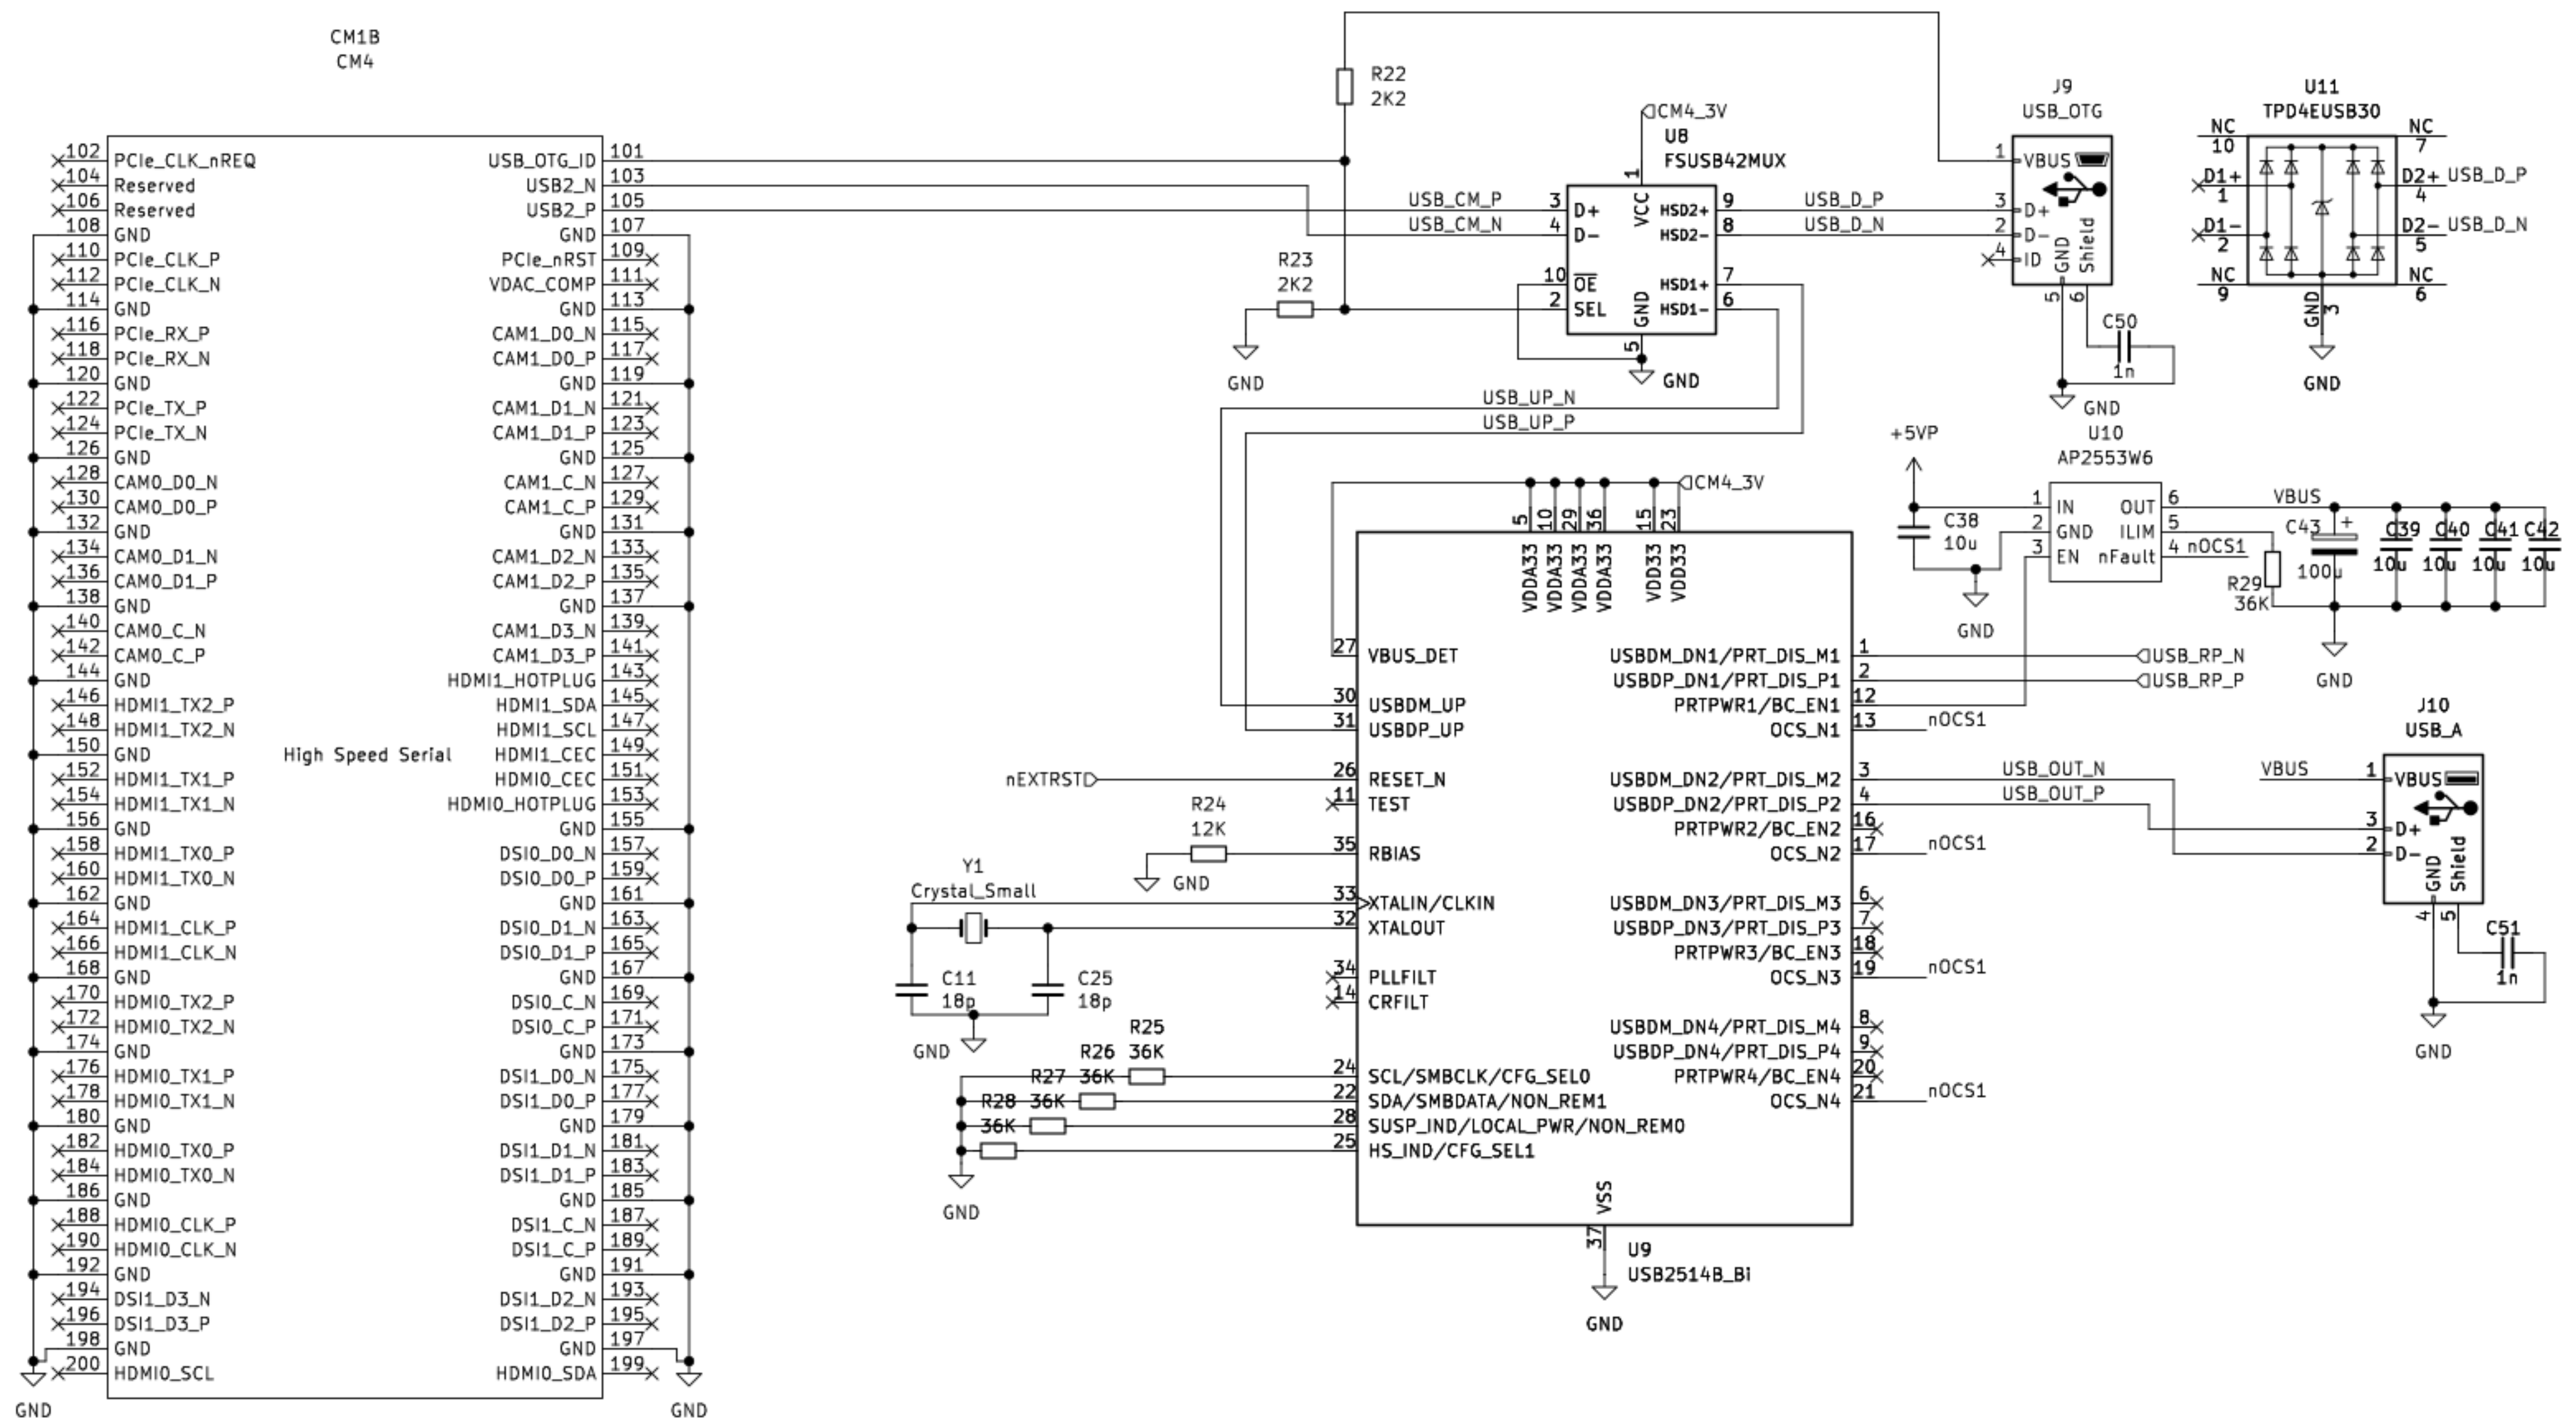 CM1B
CM4
102 PCIe_CLK_nREQ USB_OTG_ID 101
104 Reserved USB2_N 103
106 Reserved USB2_P 105
108 GND GND 107
110 PCIe_CLK_P PCIe_nRST 109
112 PCIe_CLK_N VDAC_COMP 111
114 GND GND 113
116 PCIe_RX_P CAM1_D0_N 115
118 PCIe_RX_N CAM1_D0_P 117
120 GND GND 119
122 PCIe_TX_P CAM1_D1_N 121
124 PCIe_TX_N CAM1_D1_P 123
126 GND GND 125
128 CAM0_D0_N CAM1_C_N 127
130 CAM0_D0_P CAM1_C_P 129
132 GND GND 131
134 CAM0_D1_N CAM1_D2_N 133
136 CAM0_D1_P CAM1_D2_P 135
138 GND GND 137
140 CAM0_C_N CAM1_D3_N 139
142 CAM0_C_P CAM1_D3_P 141
144 GND HDMI1_HOTPLUG 143
146 HDMI1_TX2_P HDMI1_SDA 145
148 HDMI1_TX2_N HDMI1_SCL 147
150 GND High Speed Serial HDMI1_CEC 149
152 HDMI1_TX1_P HDMI0_CEC 151
154 HDMI1_TX1_N HDMI0_HOTPLUG 153
156 GND GND 155
158 HDMI1_TX0_P DSI0_D0_N 157
160 HDMI1_TX0_N DSI0_D0_P 159
162 GND GND 161
164 HDMI1_CLK_P DSI0_D1_N 163
166 HDMI1_CLK_N DSI0_D1_P 165
168 GND GND 167
170 HDMI0_TX2_P DSI0_C_N 169
172 HDMI0_TX2_N DSI0_C_P 171
174 GND GND 173
176 HDMI0_TX1_P DSI1_D0_N 175
178 HDMI0_TX1_N DSI1_D0_P 177
180 GND GND 179
182 HDMI0_TX0_P DSI1_D1_N 181
184 HDMI0_TX0_N DSI1_D1_P 183
186 GND GND 185
188 HDMI0_CLK_P DSI1_C_N 187
190 HDMI0_CLK_N DSI1_C_P 189
192 GND GND 191
194 DSI1_D3_N DSI1_D2_N 193
196 DSI1_D3_P DSI1_D2_P 195
198 GND GND 197
200 HDMI0_SCL HDMI0_SDA 199
GND GND
R22
2K2
R23
2K2
GND
CM4_3V
U8
FSUSB42MUX
1
VCC
USB_CM_P 3 D+ HSD2+ 9 USB_D_P
USB_CM_N 4 D- HSD2- 8 USB_D_N
10 OE HSD1+ 7
2 SEL HSD1- 6
GND
5
GND
USB_UP_N
USB_UP_P
J9
USB_OTG
1 VBUS
3 D+
2 D-
4 ID
GND Shield
5 6
C50
1n
GND
U11
TPD4EUSB30
NC NC
10 7
D1+ D2+ USB_D_P
1 4
D1- D2- USB_D_N
2 5
NC NC
9 6
GND 3
GND
+5VP
U10
AP2553W6
1 IN OUT 6 VBUS
2 GND ILIM 5
3 EN nFault 4 nOCS1
C38
10u
GND
R29
36K
C43
+
100u
C39
10u
C40
10u
C41
10u
C42
10u
GND
CM4_3V
5 10 29 36 15 23
VDDA33 VDDA33 VDDA33 VDDA33 VDD33 VDD33
27 VBUS_DET USBDM_DN1/PRT_DIS_M1 1 USB_RP_N
USBDP_DN1/PRT_DIS_P1 2 USB_RP_P
30 USBDM_UP PRTPWR1/BC_EN1 12
31 USBDP_UP OCS_N1 13 nOCS1
nEXTRST 26 RESET_N USBDM_DN2/PRT_DIS_M2 3 USB_OUT_N
11 TEST USBDP_DN2/PRT_DIS_P2 4 USB_OUT_P
PRTPWR2/BC_EN2 16
R24
12K
GND
35 RBIAS OCS_N2 17 nOCS1
33 XTALIN/CLKIN USBDM_DN3/PRT_DIS_M3 6
32 XTALOUT USBDP_DN3/PRT_DIS_P3 7
PRTPWR3/BC_EN3 18
34 PLLFILT OCS_N3 19 nOCS1
14 CRFILT
USBDM_DN4/PRT_DIS_M4 8
USBDP_DN4/PRT_DIS_P4 9
24 SCL/SMBCLK/CFG_SEL0 PRTPWR4/BC_EN4 20
22 SDA/SMBDATA/NON_REM1 OCS_N4 21 nOCS1
28 SUSP_IND/LOCAL_PWR/NON_REM0
25 HS_IND/CFG_SEL1
VSS
37
U9
USB2514B_Bi
GND
Y1
Crystal_Small
C11
18p
C25
18p
GND
R25
36K
R26
36K
R27
36K
R28
36K
GND
J10
USB_A
VBUS 1 VBUS
3 D+
2 D-
GND Shield
4 5
C51
1n
GND